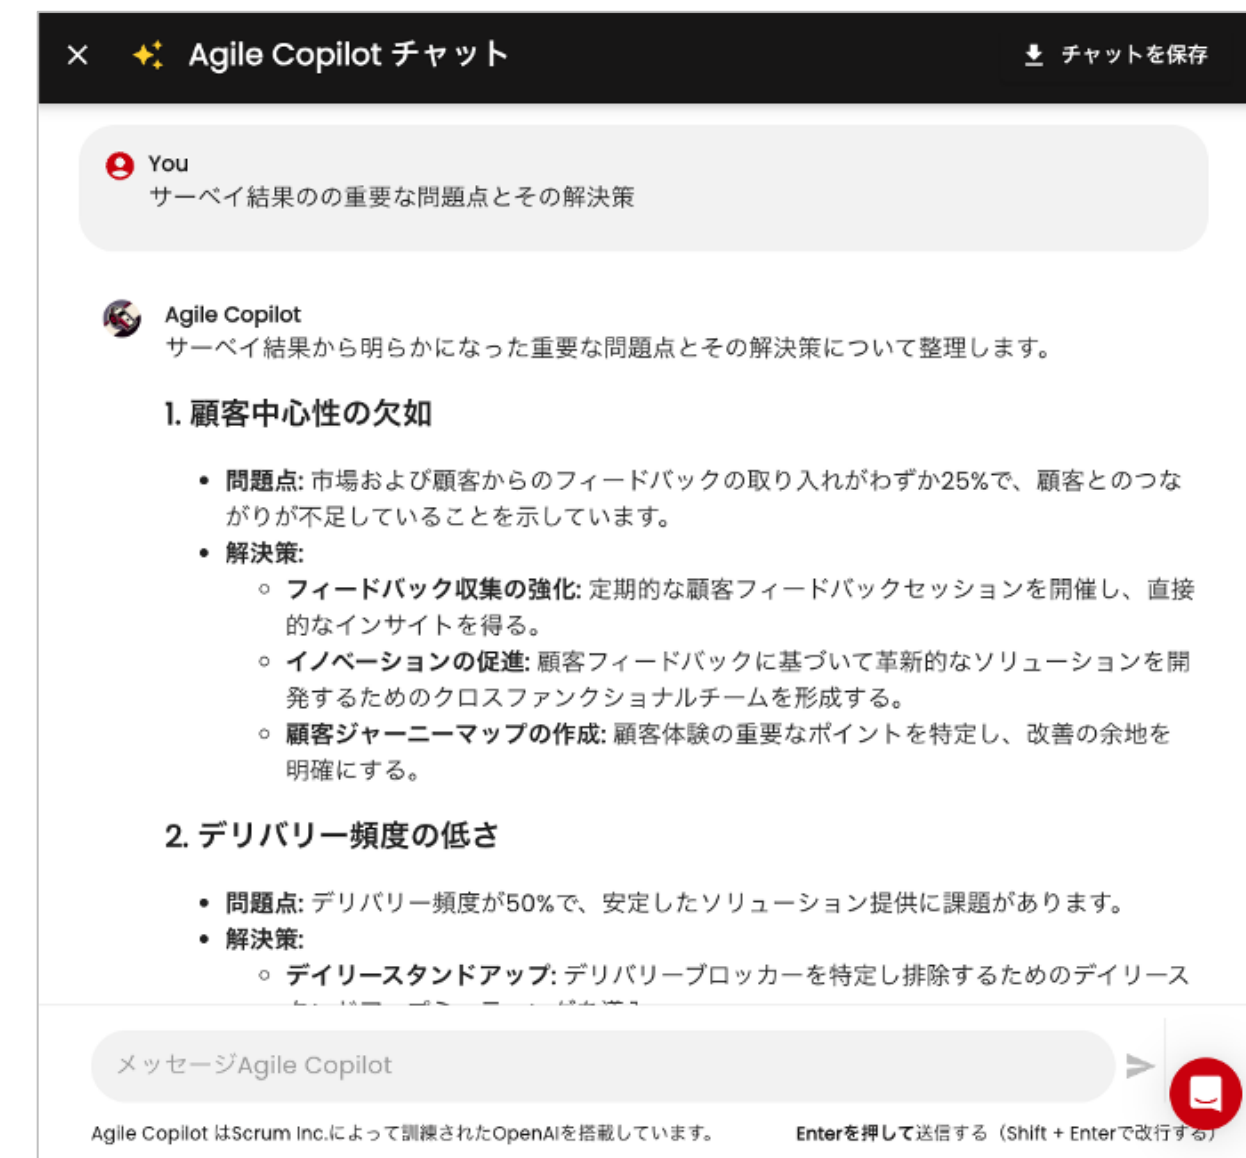 Agile Copilot チャット
チャットを保存
You
サーベイ結果のの重要な問題点とその解決策
Agile Copilot
サーベイ結果から明らかになった重要な問題点とその解決策について整理します。
1. 顧客中心性の欠如
• 問題点: 市場および顧客からのフィードバックの取り入れがわずか25%で、顧客とのつな
がりが不足していることを示しています。
• 解決策:
◦ フィードバック収集の強化: 定期的な顧客フィードバックセッションを開催し、直接
的なインサイトを得る。
◦ イノベーションの促進: 顧客フィードバックに基づいて革新的なソリューションを開
発するためのクロスファンクショナルチームを形成する。
◦ 顧客ジャーニーマップの作成: 顧客体験の重要なポイントを特定し、改善の余地を
明確にする。
2. デリバリー頻度の低さ
• 問題点: デリバリー頻度が50%で、安定したソリューション提供に課題があります。
• 解決策:
◦ デイリースタンドアップ: デリバリーブロッカーを特定し排除するためのデイリース
メッセージAgile Copilot
Agile Copilot はScrum Inc.によって訓練されたOpenAIを搭載しています。
Enterを押して送信する（Shift + Enterで改行する）